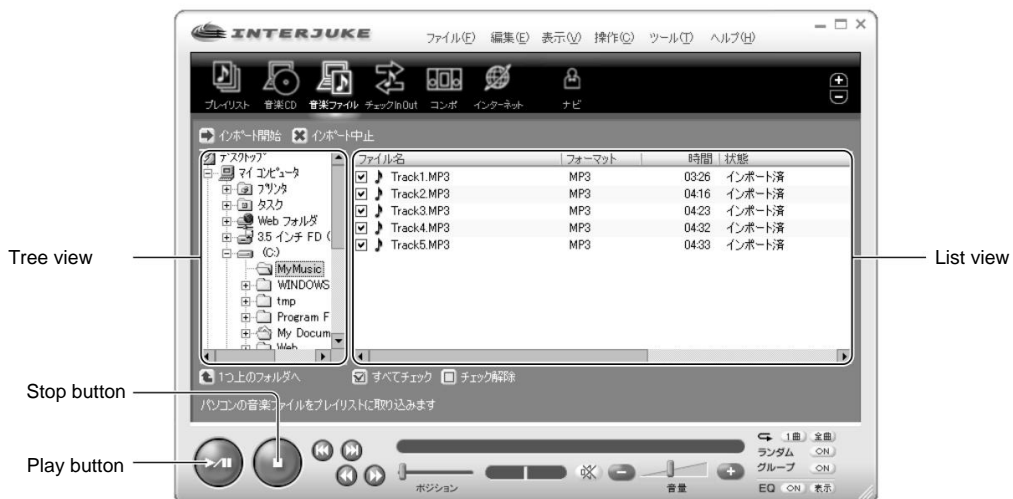 INTERJUKE
ファイル(F) 編集(E) 表示(V) 操作(C) ツール(T) ヘルプ(H)
プレイリスト 音楽CD 音楽ファイル チェックInOut コンポ インターネット ナビ
インポート開始 インポート中止
デスクトップ
マイ コンピュータ
プリンタ
タスク
Web フォルダ
3.5 インチ FD (
(C:)
MyMusic
WINDOWS
tmp
Program F
My Docum
Web
ファイル名 フォーマット 時間 状態
Track1.MP3 MP3 03:26 インポート済
Track2.MP3 MP3 04:16 インポート済
Track3.MP3 MP3 04:23 インポート済
Track4.MP3 MP3 04:32 インポート済
Track5.MP3 MP3 04:33 インポート済
Tree view
List view
1つ上のフォルダへ すべてチェック チェック解除
Stop button
パソコンの音楽ファイルをプレイリストに取り込みます
Play button
ポジション
音量
1曲 全曲
ランダム ON
グループ ON
EQ ON 表示